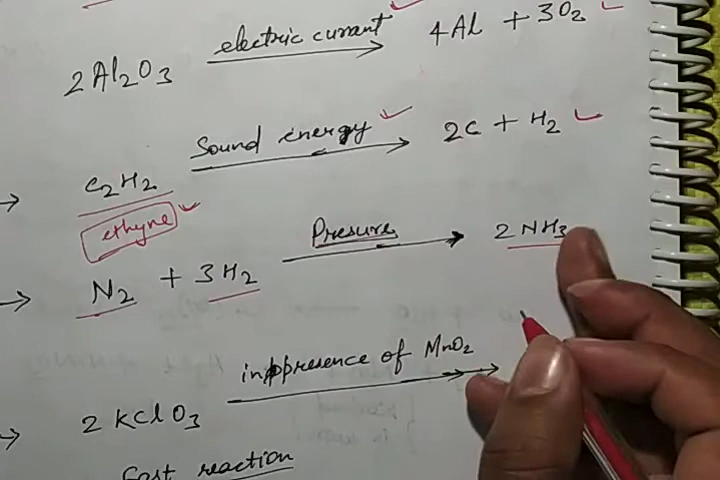 2Al₂O₃ electric current 4Al + 3O₂
C₂H₂ Sound energy 2C + H₂
ethyne
N₂ + 3H₂ Presure 2NH₃
2KClO₃ in presence of MnO₂
Fast reaction